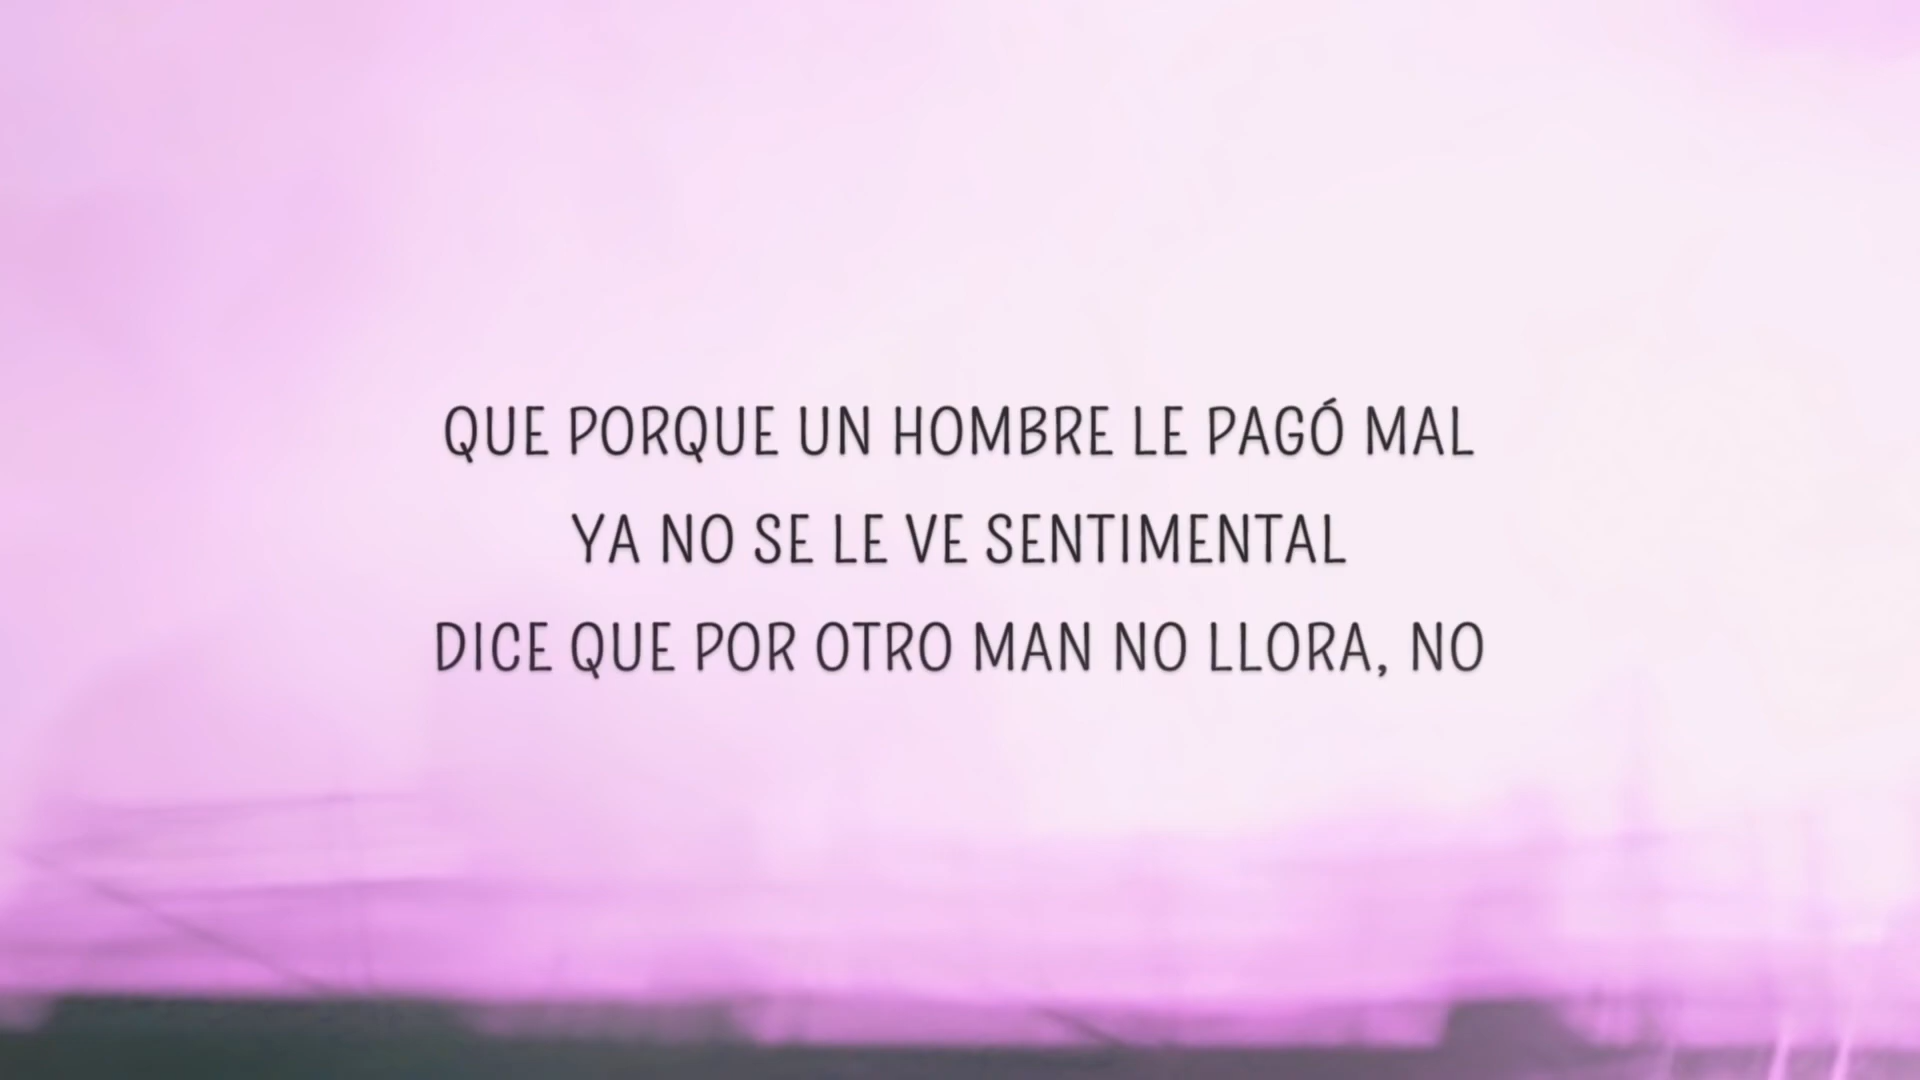 QUE PORQUE UN HOMBRE LE PAGÓ MAL
YA NO SE LE VE SENTIMENTAL
DICE QUE POR OTRO MAN NO LLORA, NO